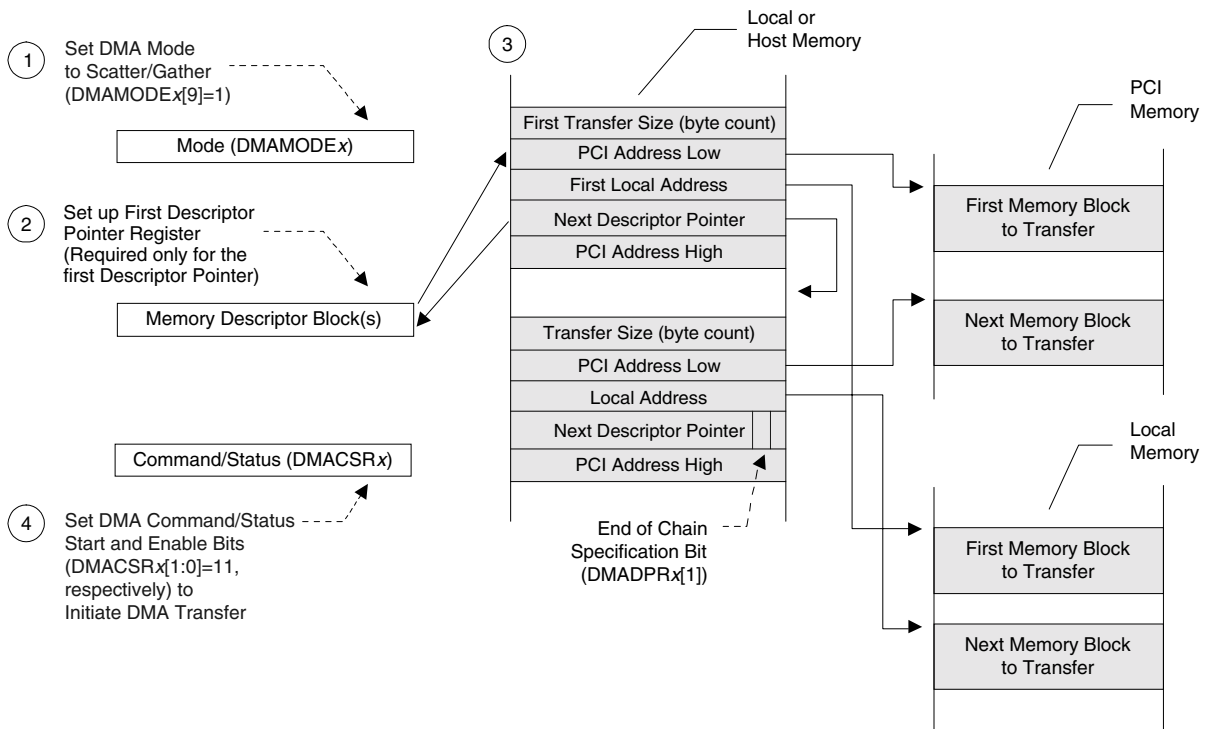 1
Set DMA Mode
to Scatter/Gather
(DMAMODEx[9]=1)
Mode (DMAMODEx)
2
Set up First Descriptor
Pointer Register
(Required only for the
first Descriptor Pointer)
Memory Descriptor Block(s)
Command/Status (DMACSRx)
4
Set DMA Command/Status
Start and Enable Bits
(DMACSRx[1:0]=11,
respectively) to
Initiate DMA Transfer
3
Local or
Host Memory
First Transfer Size (byte count)
PCI Address Low
First Local Address
Next Descriptor Pointer
PCI Address High
Transfer Size (byte count)
PCI Address Low
Local Address
Next Descriptor Pointer
PCI Address High
End of Chain
Specification Bit
(DMADPRx[1])
PCI
Memory
First Memory Block
to Transfer
Next Memory Block
to Transfer
Local
Memory
First Memory Block
to Transfer
Next Memory Block
to Transfer